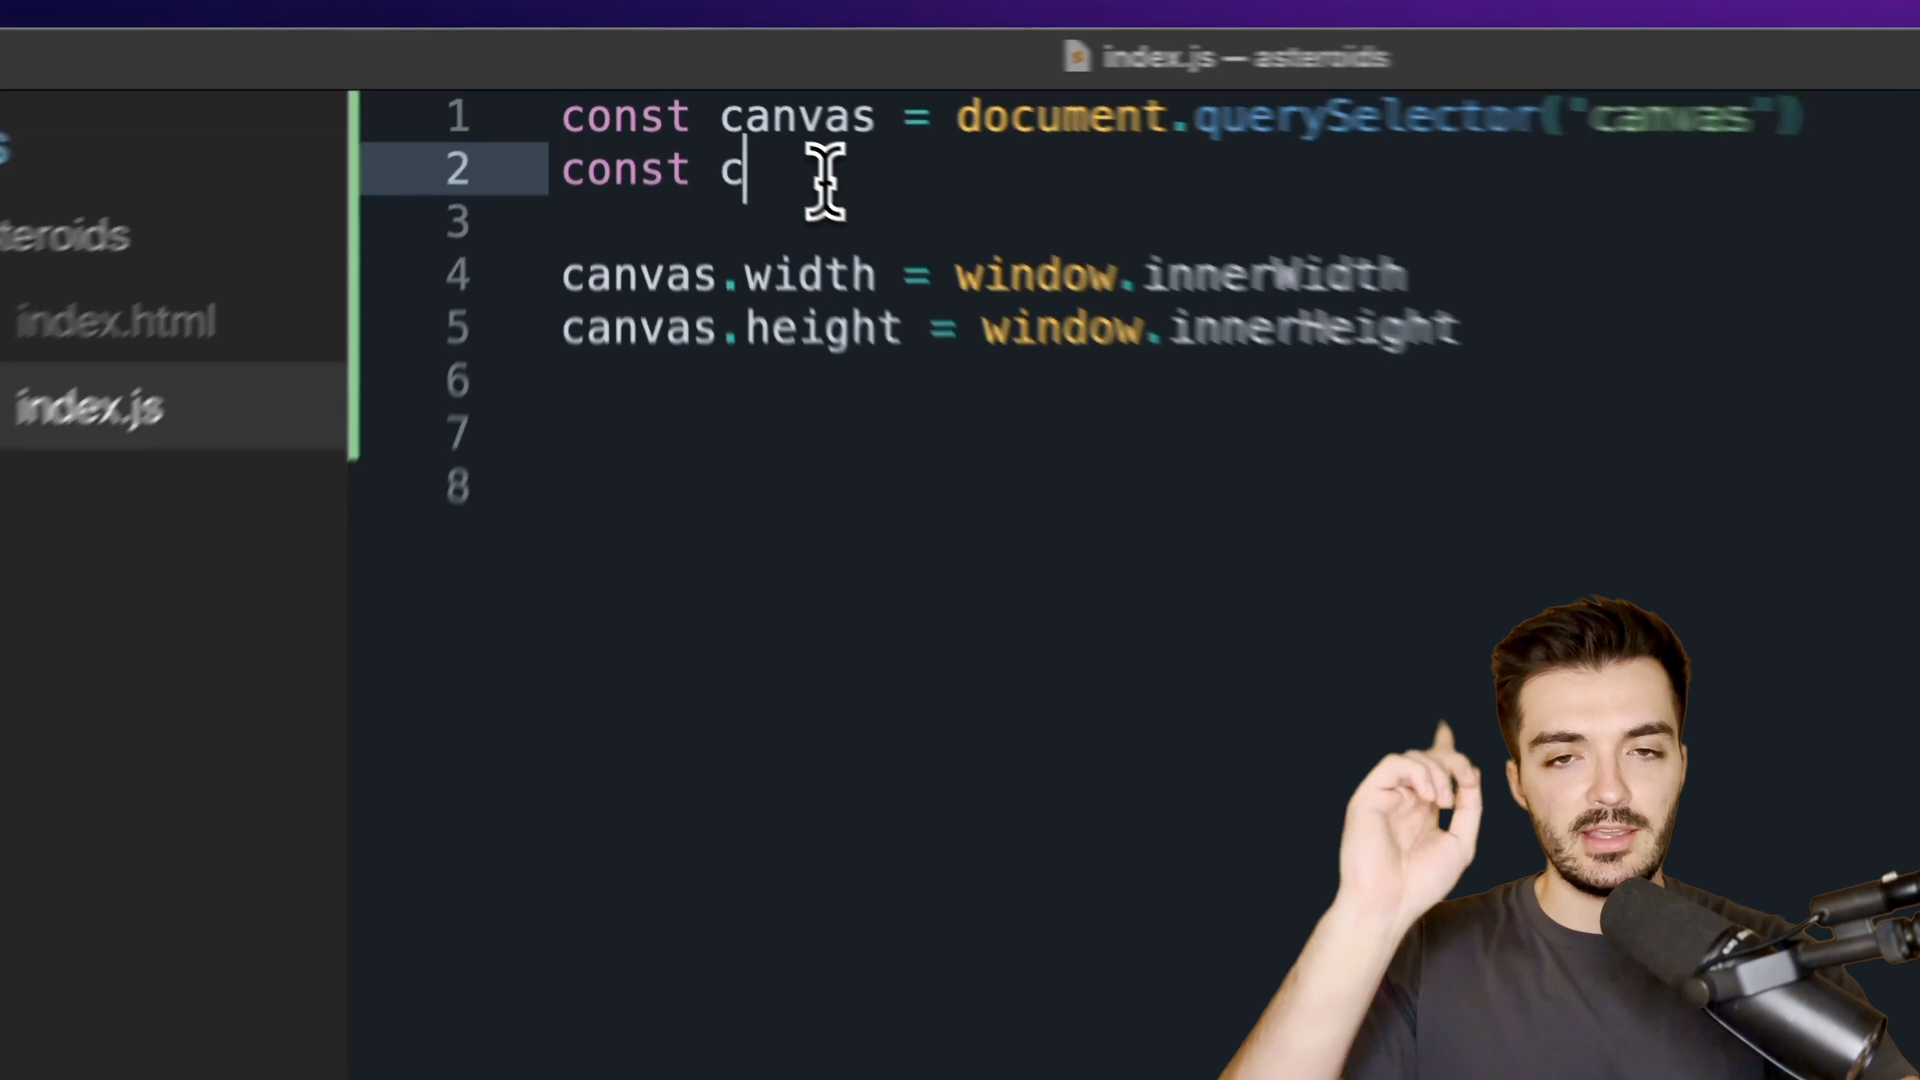 index.js — asteroids
s
1 const canvas = document.querySelector("canvas")
2 const c
3
teroids
4 canvas.width = window.innerWidth
index.html
5 canvas.height = window.innerHeight
6
index.js
7
8